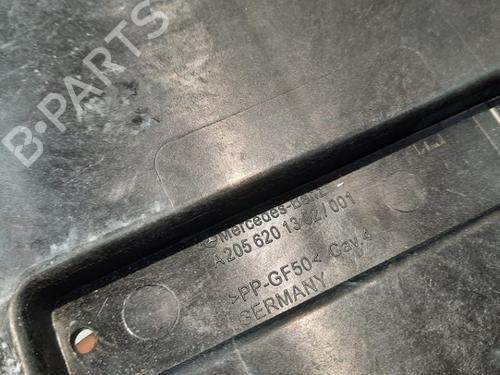 B-PARTS
Mercedes-Benz
A 205 620 13 02 / 001
>PP-GF50< Cav.4
GERMANY